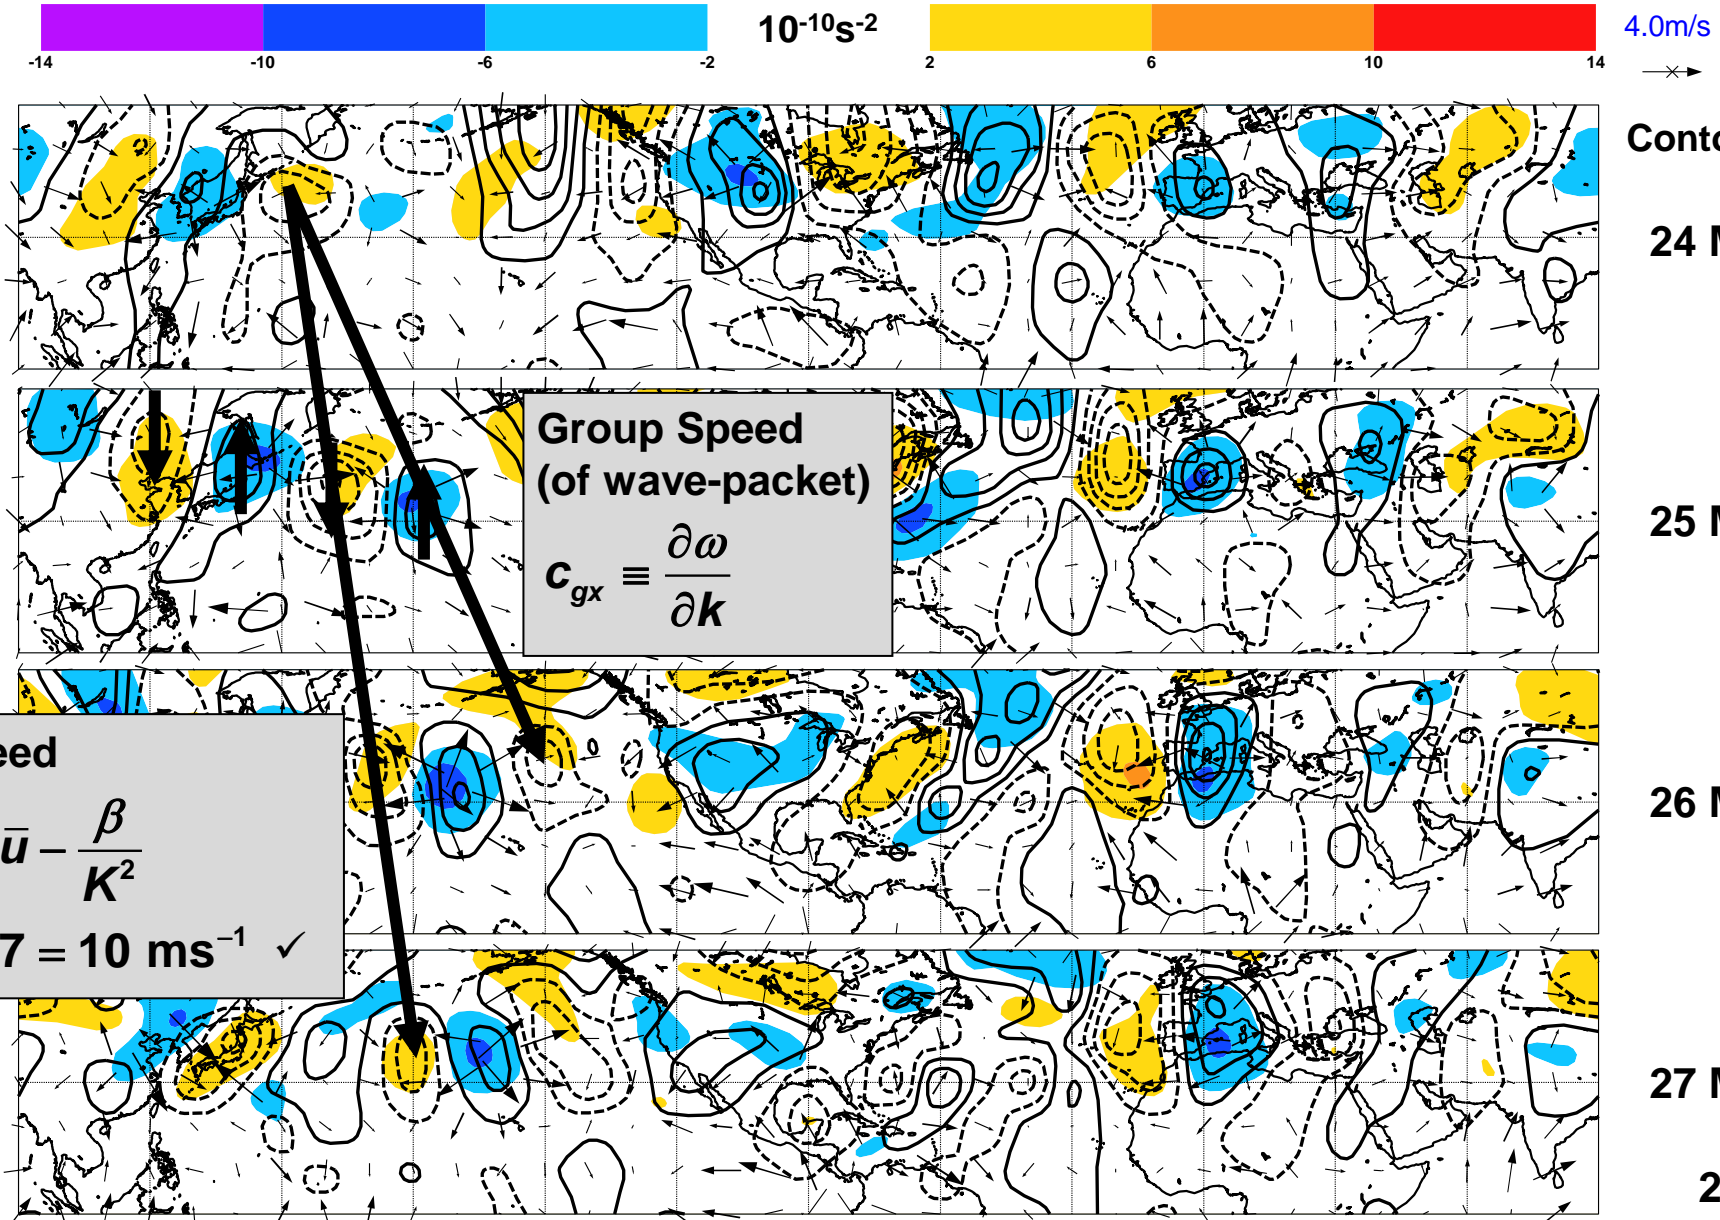 10⁻¹⁰s⁻²
4.0m/s
-14 -10 -6 -2 2 6 10 14
Conto
24 M
Group Speed
(of wave-packet)
c_gx ≡ ∂ω/∂k
25 M
eed
ū − β/K²
7 = 10 ms⁻¹ ✓
26 M
27 M
2